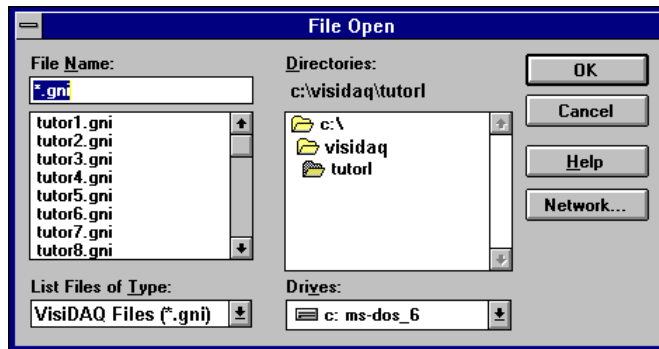 File Open
File Name:
*.gni
tutor1.gni
tutor2.gni
tutor3.gni
tutor4.gni
tutor5.gni
tutor6.gni
tutor7.gni
tutor8.gni
List Files of Type:
VisiDAQ Files (*.gni)
Directories:
c:\visidaq\tutorl
c:\
visidaq
tutorl
Drives:
c: ms-dos_6
OK
Cancel
Help
Network...